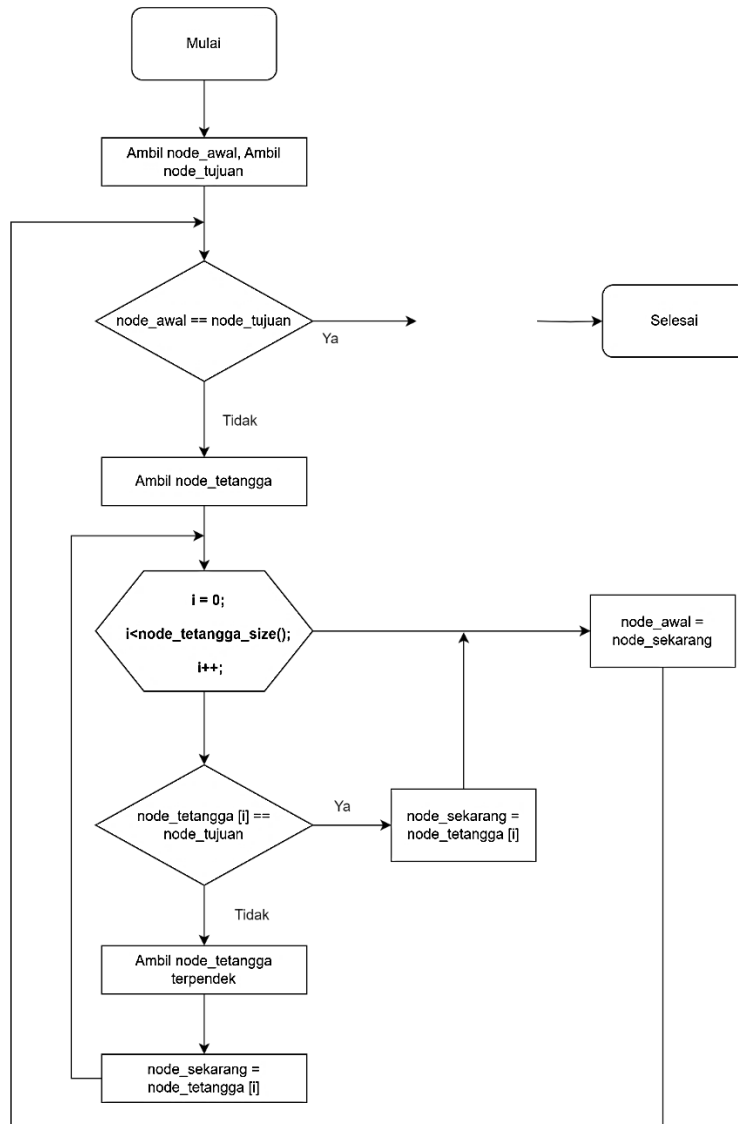 Mulai
Ambil node_awal, Ambil
node_tujuan
node_awal == node_tujuan
Ya
Selesai
Tidak
Ambil node_tetangga
i = 0;
i<node_tetangga_size();
i++;
node_awal =
node_sekarang
node_tetangga [i] ==
node_tujuan
Ya
node_sekarang =
node_tetangga [i]
Tidak
Ambil node_tetangga
terpendek
node_sekarang =
node_tetangga [i]